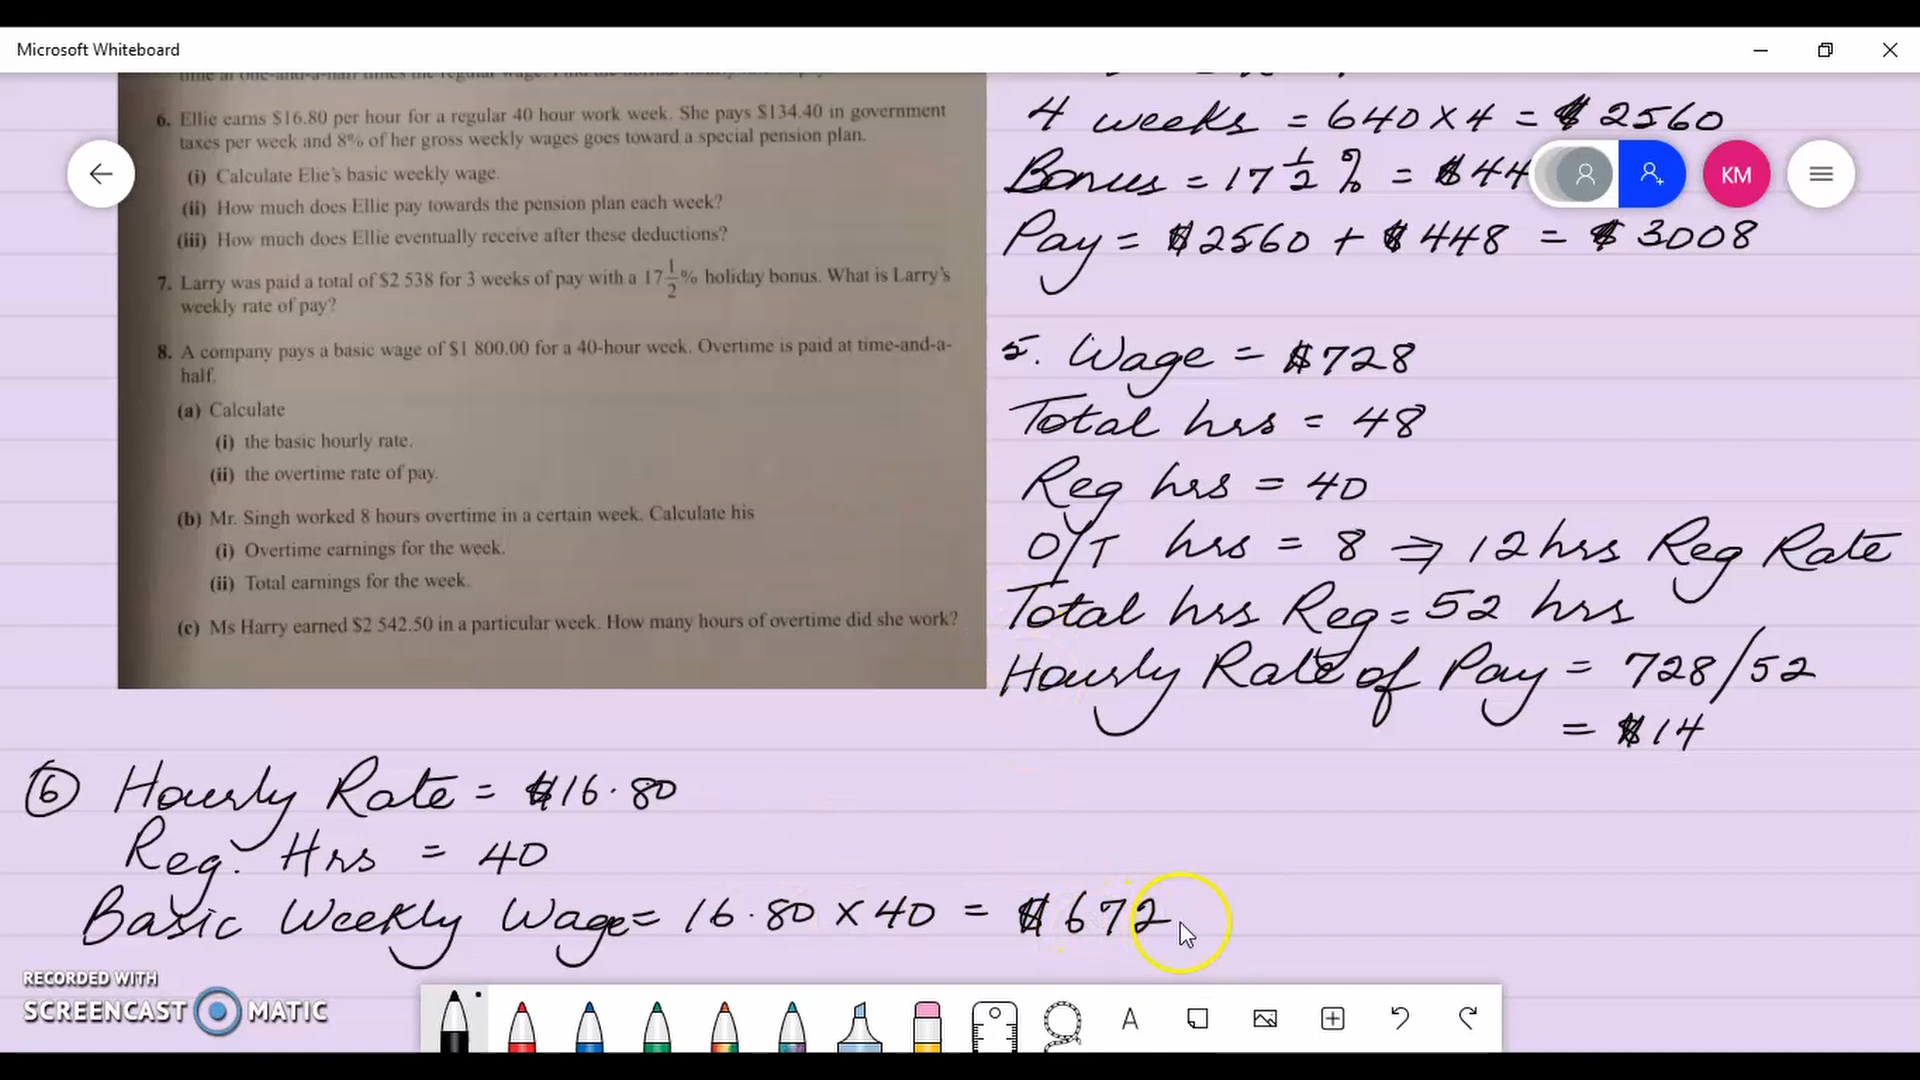 Microsoft Whiteboard
6. Ellie earns $16.80 per hour for a regular 40 hour work week. She pays $134.40 in government
taxes per week and 8% of her gross weekly wages goes toward a special pension plan.
(i) Calculate Elie's basic weekly wage.
(ii) How much does Ellie pay towards the pension plan each week?
(iii) How much does Ellie eventually receive after these deductions?
7. Larry was paid a total of $2 538 for 3 weeks of pay with a 17 1/2% holiday bonus. What is Larry's
weekly rate of pay?
8. A company pays a basic wage of $1 800.00 for a 40-hour week. Overtime is paid at time-and-a-
half.
(a) Calculate
(i) the basic hourly rate.
(ii) the overtime rate of pay.
(b) Mr. Singh worked 8 hours overtime in a certain week. Calculate his
(i) Overtime earnings for the week.
(ii) Total earnings for the week.
(c) Ms Harry earned $2 542.50 in a particular week. How many hours of overtime did she work?
4 weeks = 640 x 4 = $2560
Bonus = 17 1/2 % = $44
KM
Pay = $2560 + $448 = $3008
5. Wage = $728
Total hrs = 48
Reg hrs = 40
O/T hrs = 8 ⇒ 12 hrs Reg Rate
Total hrs Reg = 52 hrs
Hourly Rate of Pay = 728/52
= $14
6 Hourly Rate = $16.80
Reg. Hrs = 40
Basic Weekly Wage = 16.80 x 40 = $672
RECORDED WITH
SCREENCAST MATIC